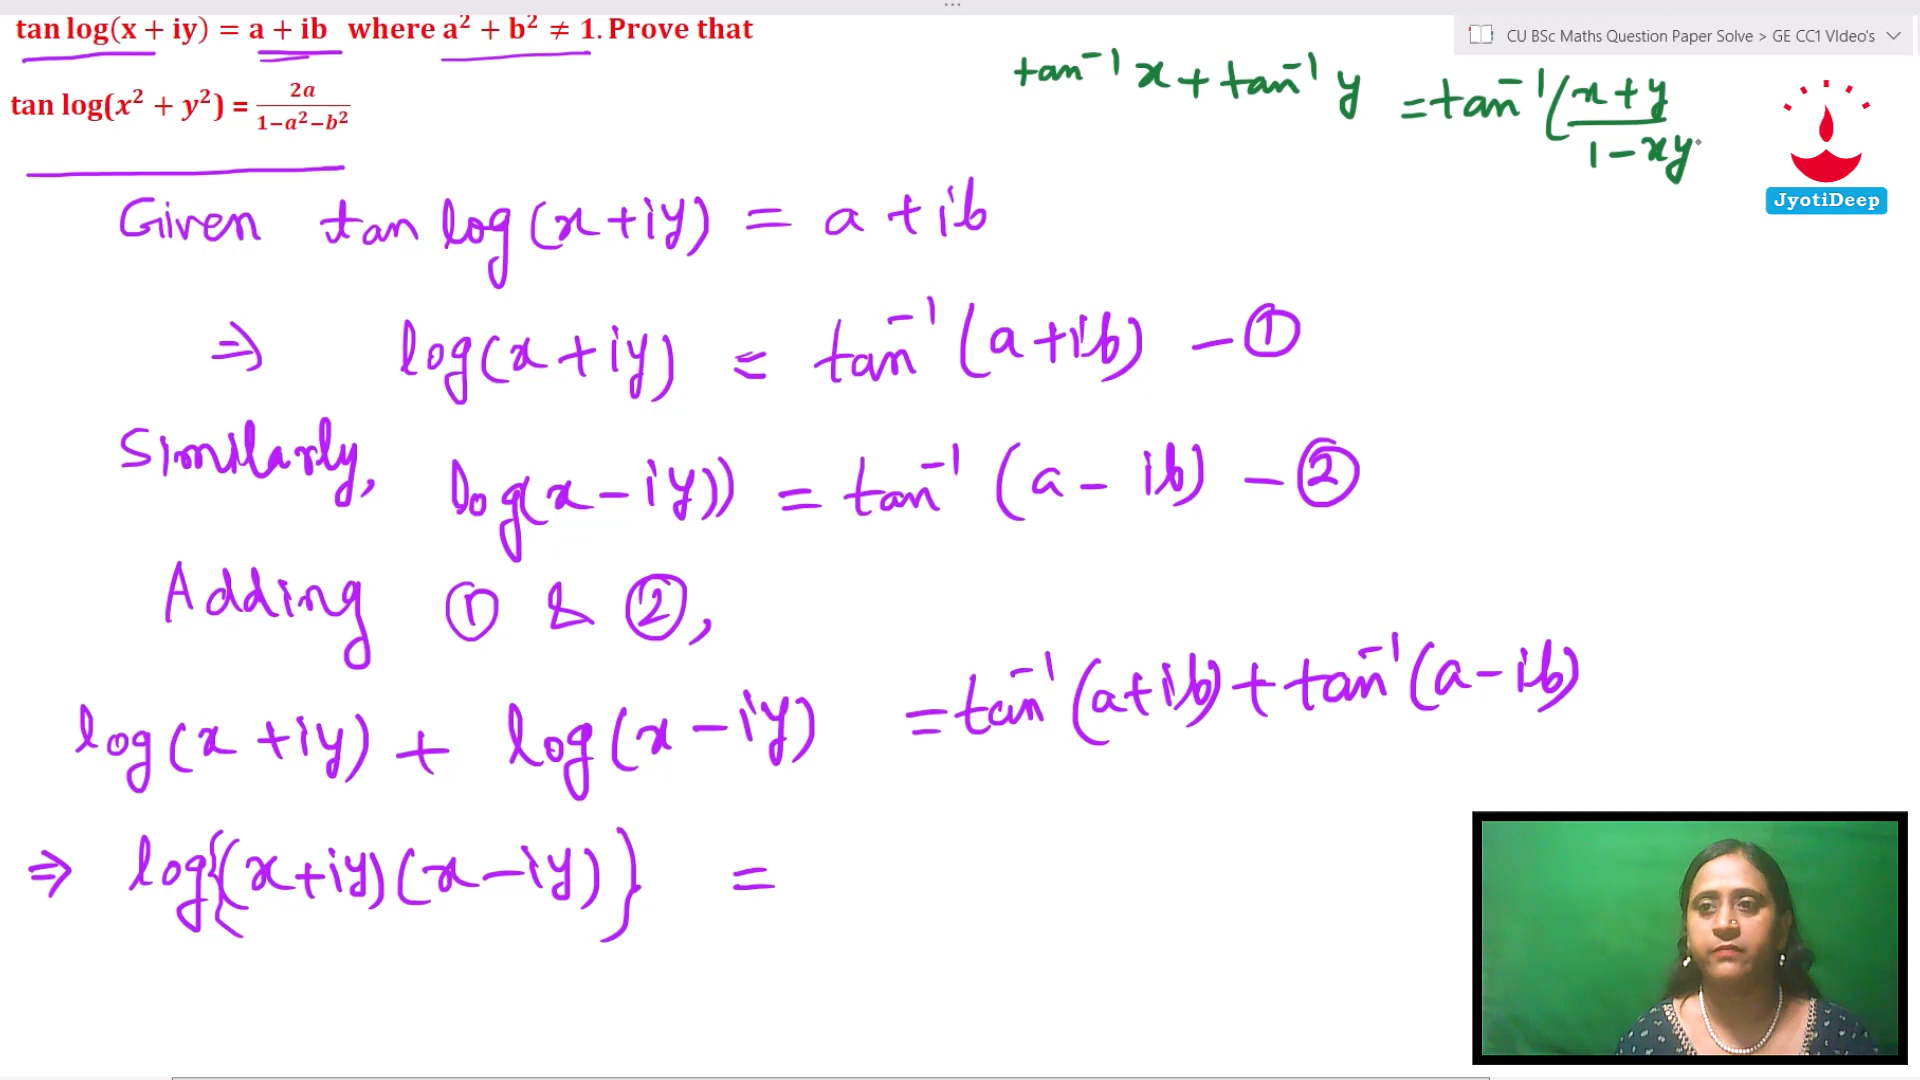 tan log(x + iy) = a + ib where a² + b² ≠ 1. Prove that
tan log(x² + y²) = 2a / 1−a²−b²
CU BSc Maths Question Paper Solve > GE CC1 VIdeo's
tan⁻¹ x + tan⁻¹ y = tan⁻¹ ( x+y / 1−xy
JyotiDeep
Given tan log(x+iy) = a + ib
⇒ log(x+iy) = tan⁻¹ (a+ib) – ①
Similarly, log(x−iy)) = tan⁻¹ (a − ib) – ②
Adding ① & ②,
log(x+iy) + log(x−iy) = tan⁻¹(a+ib) + tan⁻¹(a−ib)
⇒ log{(x+iy)(x−iy)} =